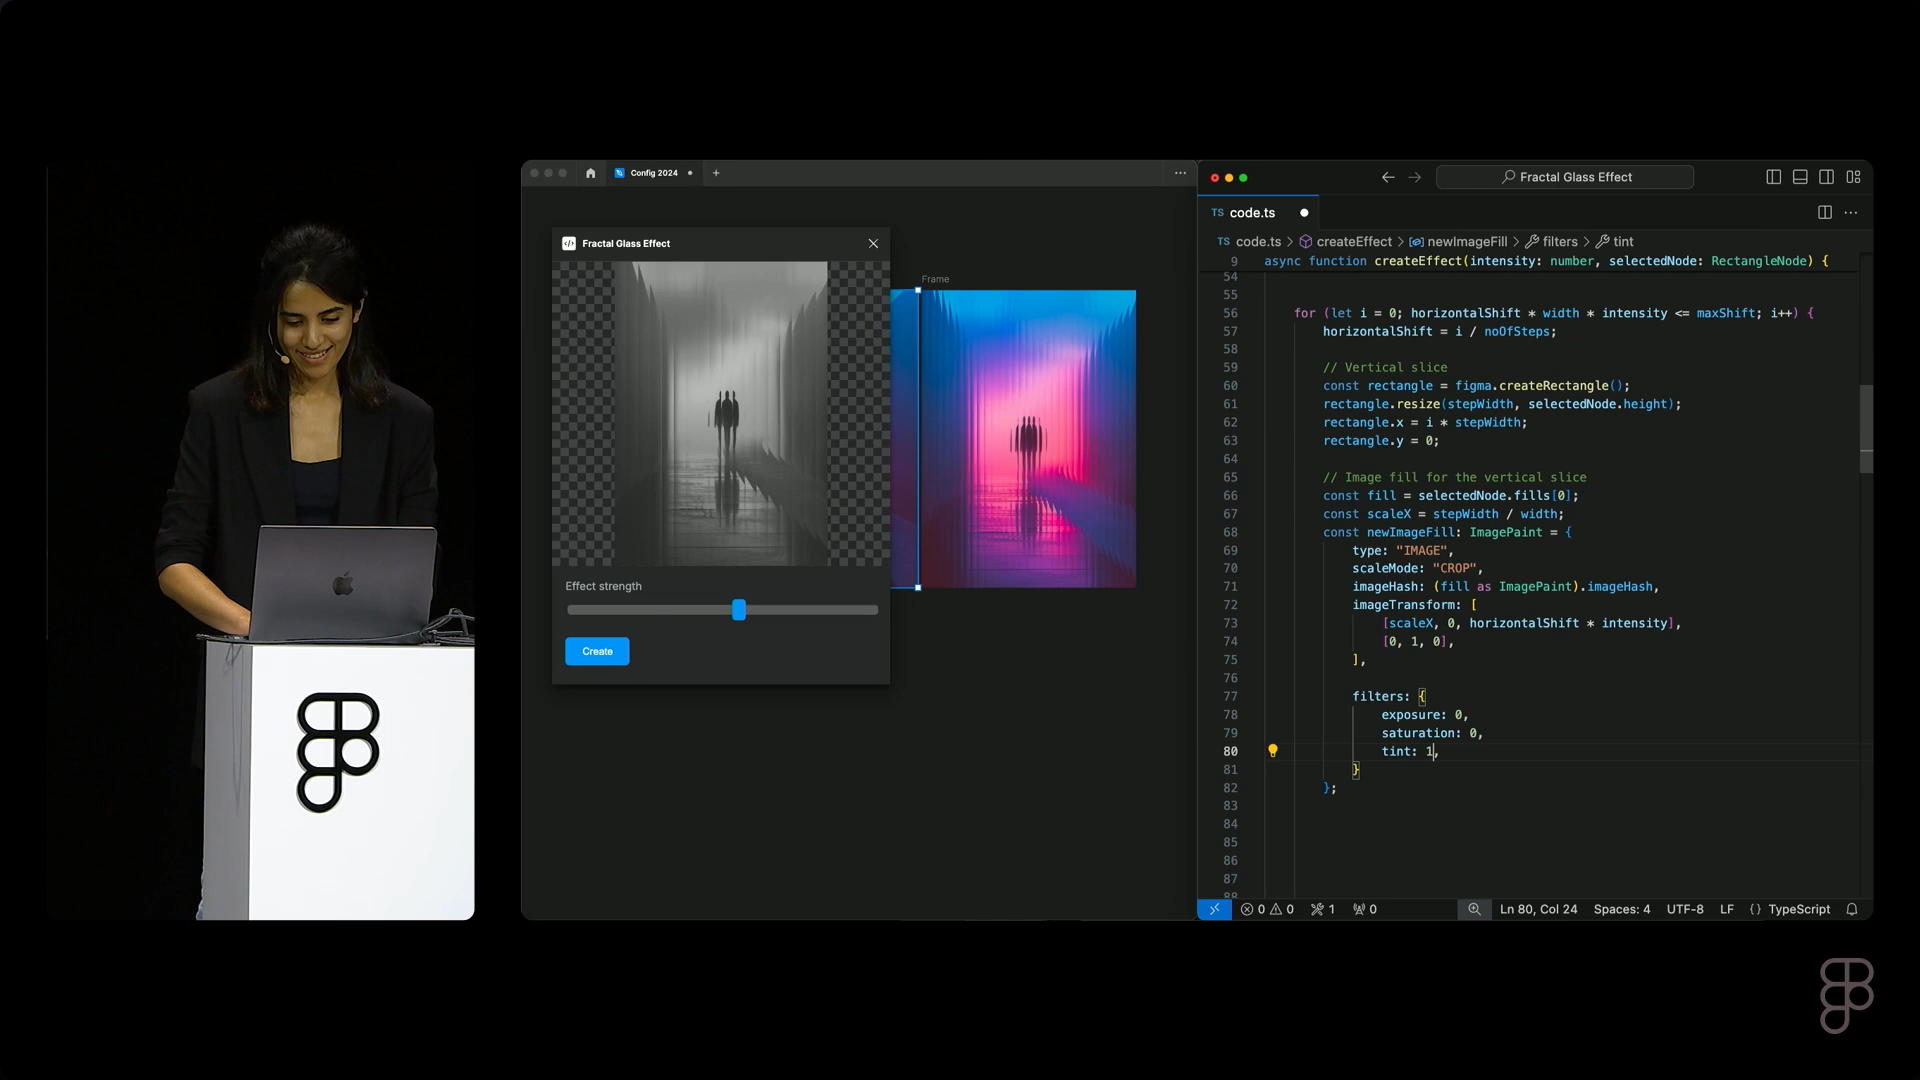 Config 2024
Fractal Glass Effect
Effect strength
Create
Frame
Fractal Glass Effect
TS code.ts
TS code.ts > createEffect > newImageFill > filters > tint
9 async function createEffect(intensity: number, selectedNode: RectangleNode) {
54
55
56 for (let i = 0; horizontalShift * width * intensity <= maxShift; i++) {
57 horizontalShift = i / noOfSteps;
58
59 // Vertical slice
60 const rectangle = figma.createRectangle();
61 rectangle.resize(stepWidth, selectedNode.height);
62 rectangle.x = i * stepWidth;
63 rectangle.y = 0;
64
65 // Image fill for the vertical slice
66 const fill = selectedNode.fills[0];
67 const scaleX = stepWidth / width;
68 const newImageFill: ImagePaint = {
69 type: "IMAGE",
70 scaleMode: "CROP",
71 imageHash: (fill as ImagePaint).imageHash,
72 imageTransform: [
73 [scaleX, 0, horizontalShift * intensity],
74 [0, 1, 0],
75 ],
76
77 filters: {
78 exposure: 0,
79 saturation: 0,
80 tint: 1,
81 }
82 };
83
84
85
86
87
88
0 0 1 0 Ln 80, Col 24 Spaces: 4 UTF-8 LF {} TypeScript